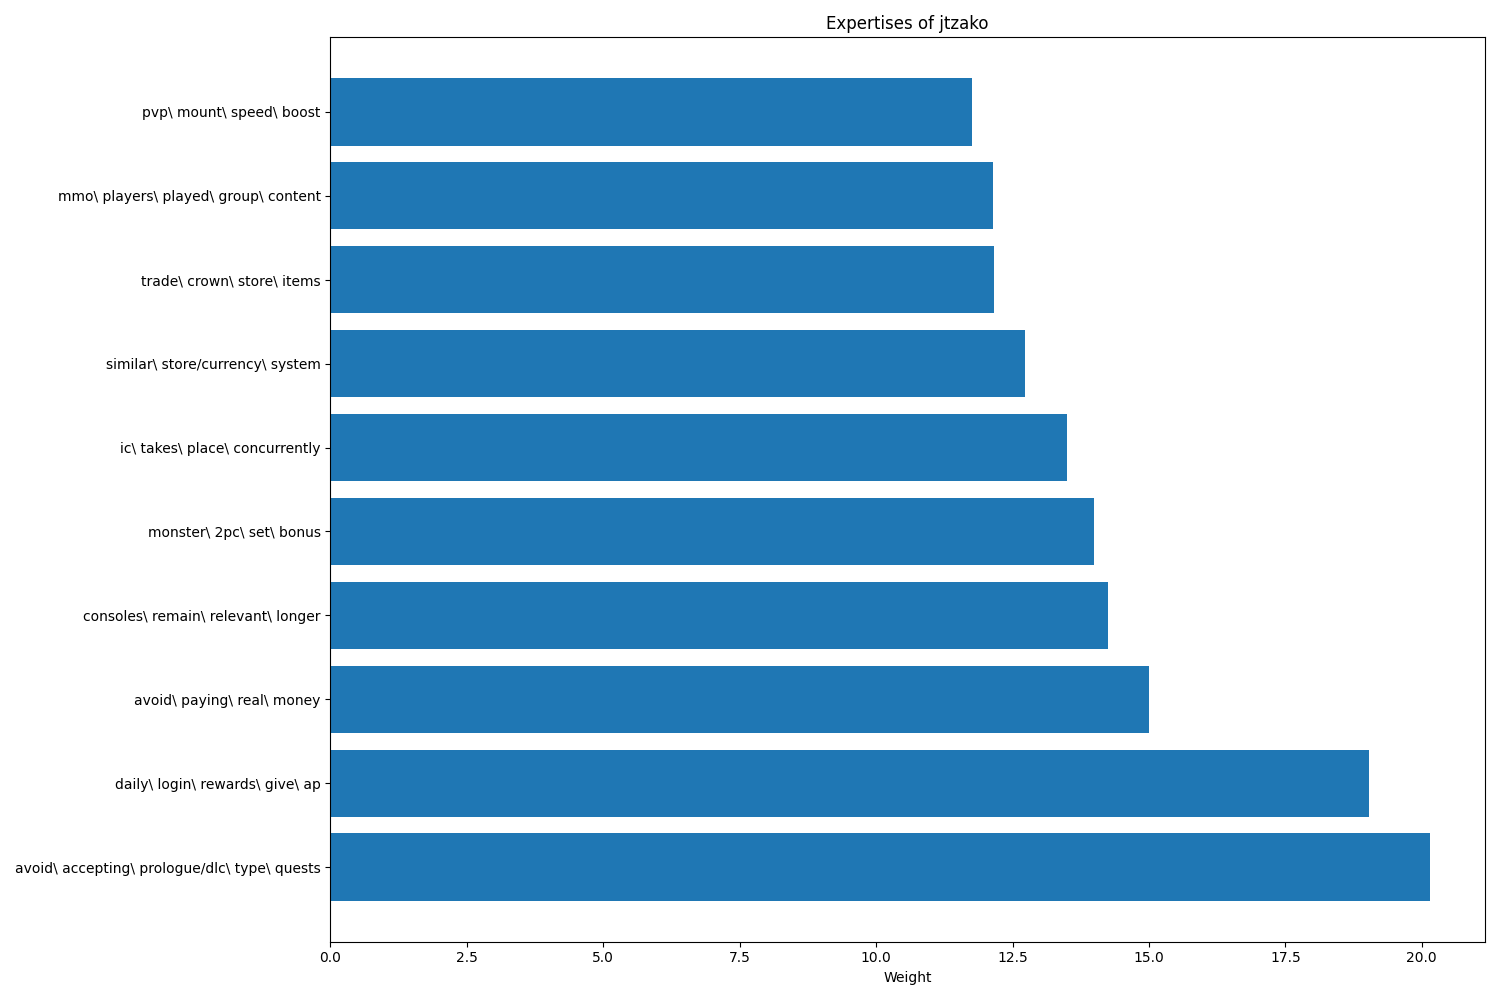 Expertises of jtzako
pvp\ mount\ speed\ boost
mmo\ players\ played\ group\ content
trade\ crown\ store\ items
similar\ store/currency\ system
ic\ takes\ place\ concurrently
monster\ 2pc\ set\ bonus
consoles\ remain\ relevant\ longer
avoid\ paying\ real\ money
daily\ login\ rewards\ give\ ap
avoid\ accepting\ prologue/dlc\ type\ quests
0.0 2.5 5.0 7.5 10.0 12.5 15.0 17.5 20.0
Weight